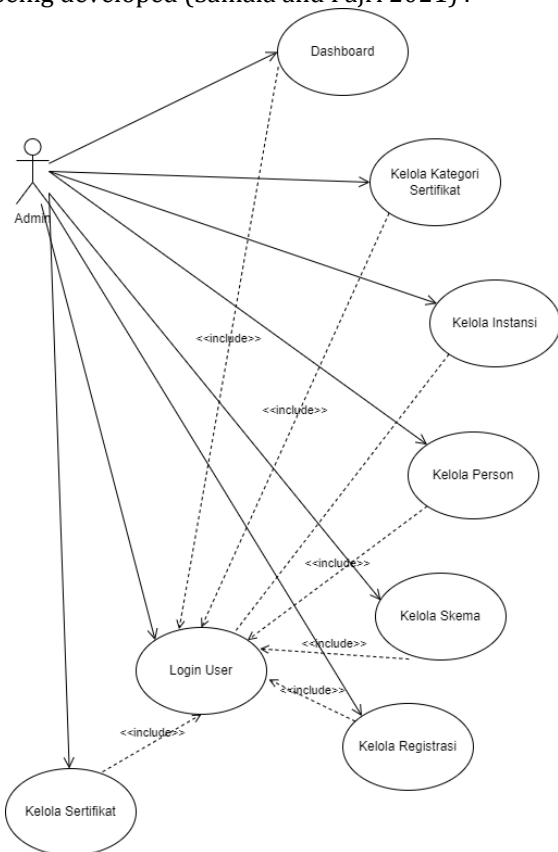 being developed (Samala and Fajri 2021) .
Dashboard
Admin
Kelola Kategori
Sertifikat
Kelola Instansi
<<include>>
<<include>>
Kelola Person
<<include>>
Kelola Skema
<<include>>
Login User
<<include>>
<<include>>
Kelola Registrasi
Kelola Sertifikat